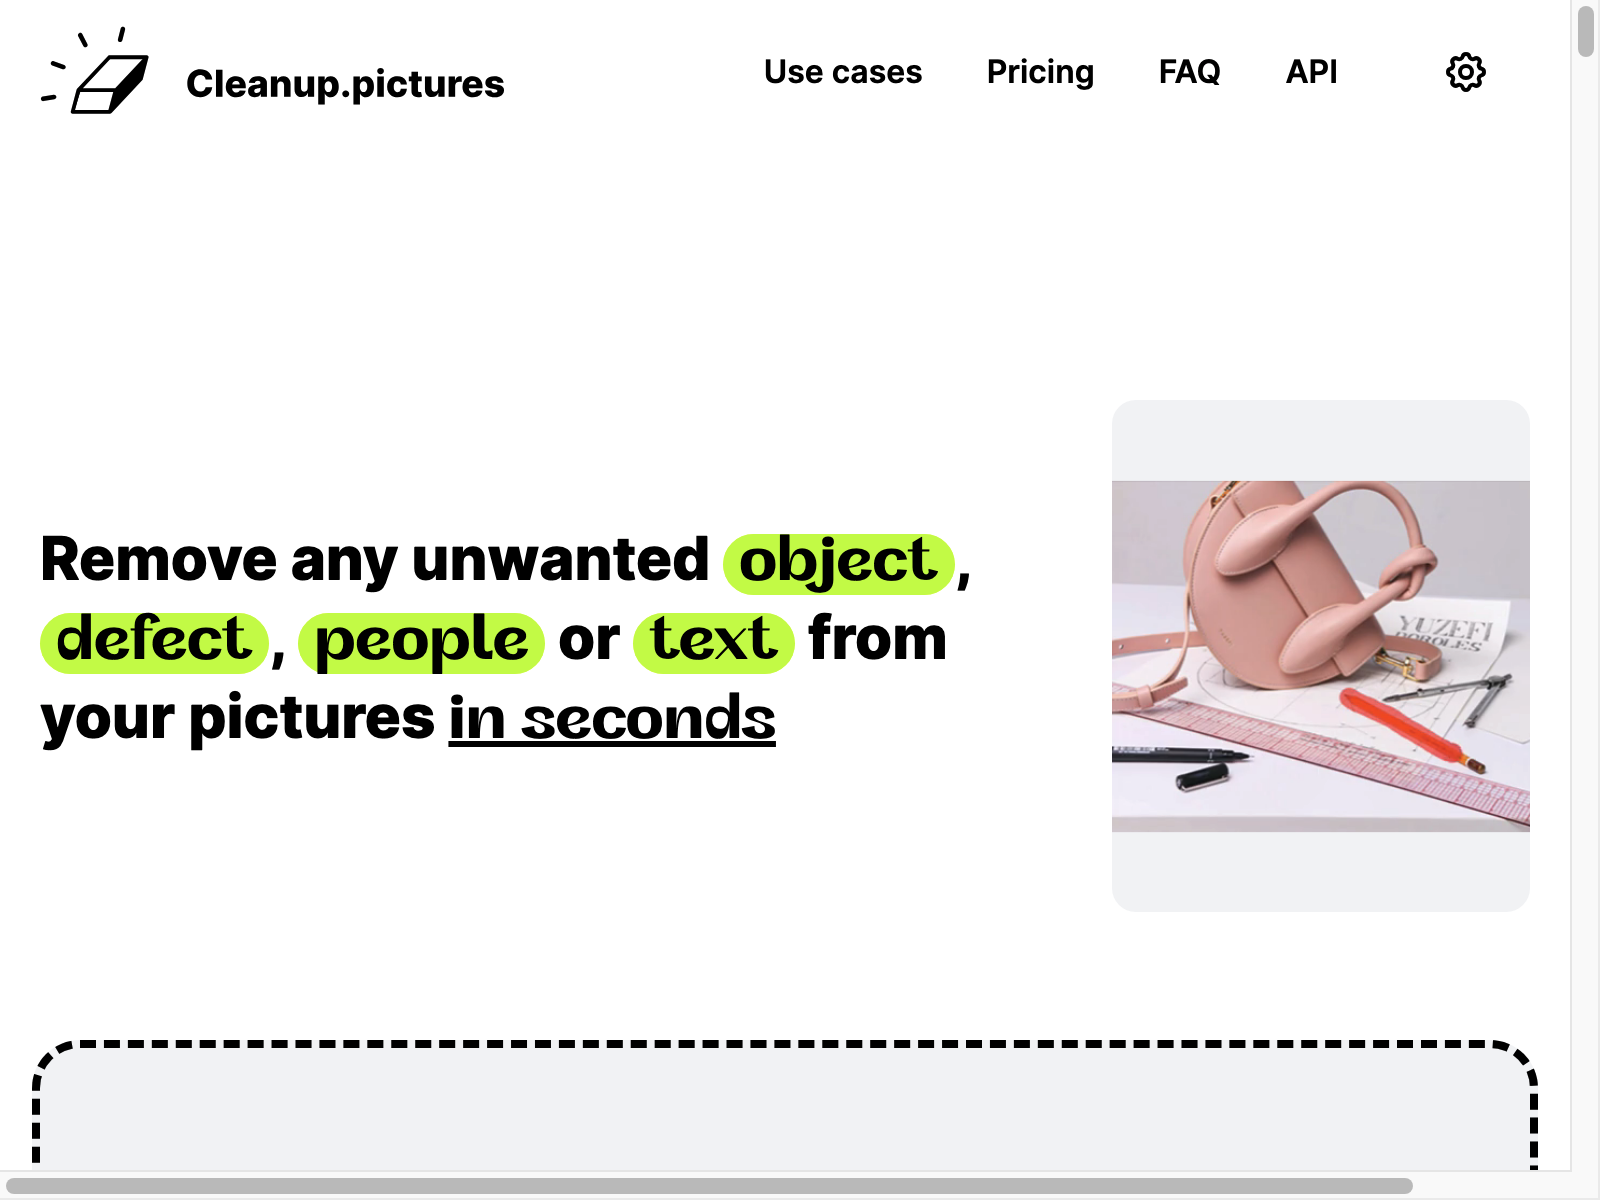 Cleanup.pictures
Use cases Pricing FAQ API
Remove any unwanted object,
defect, people or text from
your pictures in seconds
YUZEFI